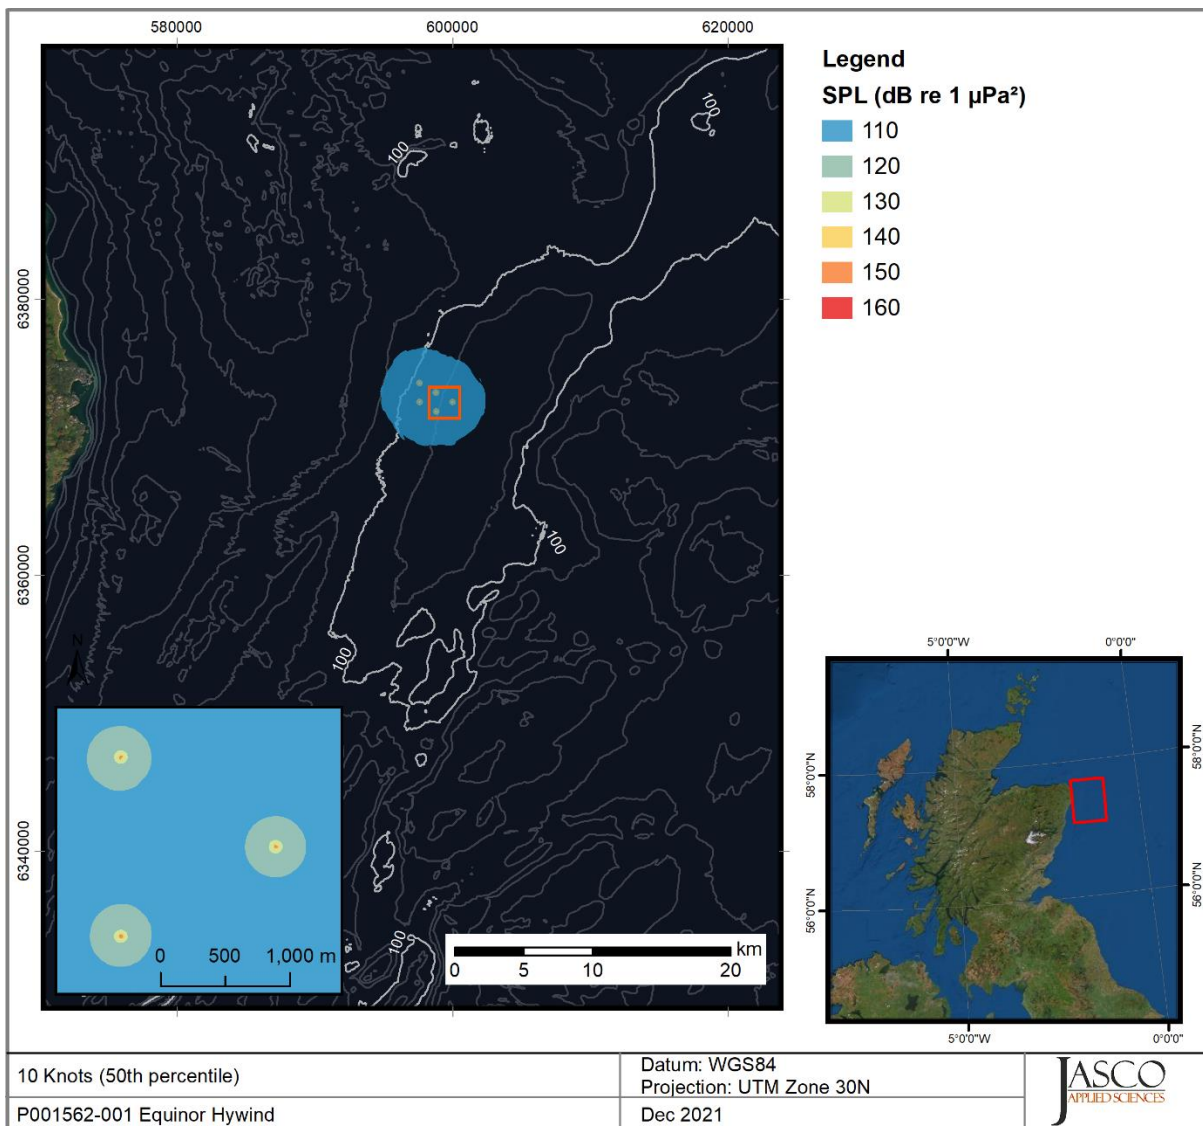 580000
600000
620000
6380000
6360000
6340000
100
100
100
100
100
N
0 500 1,000 m
km
0 5 10 20
Legend
SPL (dB re 1 µPa²)
110
120
130
140
150
160
5°0'0"W
0°0'0"
58°0'0"N
58°0'0"N
56°0'0"N
56°0'0"N
5°0'0"W
0°0'0"
10 Knots (50th percentile)
Datum: WGS84
Projection: UTM Zone 30N
P001562-001 Equinor Hywind
Dec 2021
JASCO
APPLIED SCIENCES